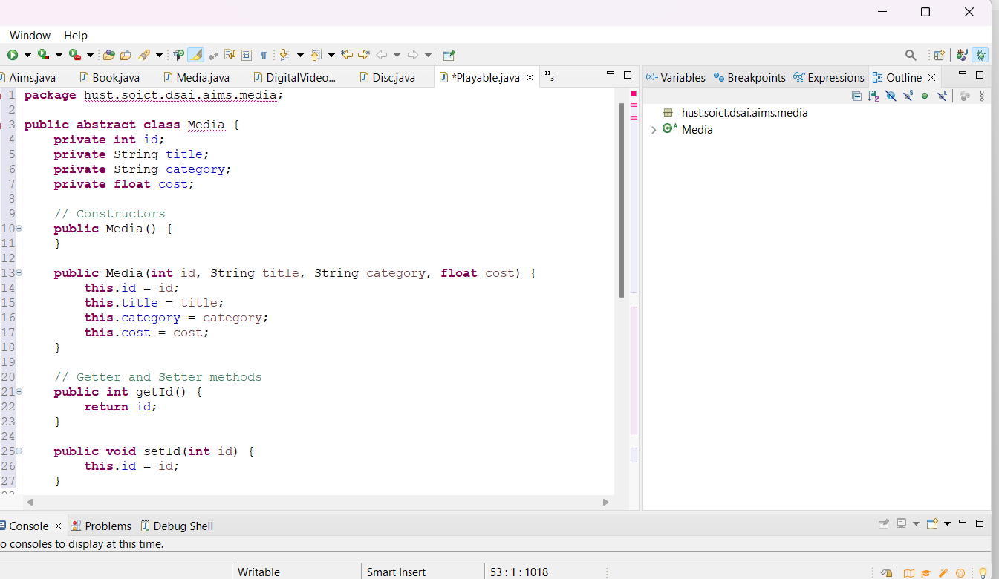 Window Help
Aims.java Book.java Media.java DigitalVideo... Disc.java *Playable.java »3
(x)= Variables Breakpoints Expressions Outline
1 package hust.soict.dsai.aims.media;
2
3 public abstract class Media {
4 private int id;
5 private String title;
6 private String category;
7 private float cost;
8
9 // Constructors
10 public Media() {
11 }
12
13 public Media(int id, String title, String category, float cost) {
14 this.id = id;
15 this.title = title;
16 this.category = category;
17 this.cost = cost;
18 }
19
20 // Getter and Setter methods
21 public int getId() {
22 return id;
23 }
24
25 public void setId(int id) {
26 this.id = id;
27 }
hust.soict.dsai.aims.media
Media
Console Problems Debug Shell
o consoles to display at this time.
Writable Smart Insert 53 : 1 : 1018